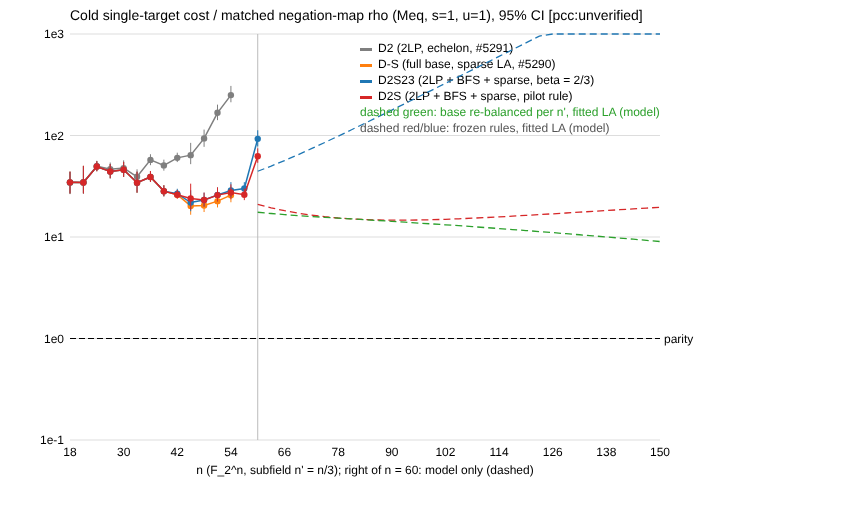 Cold single-target cost / matched negation-map rho (Meq, s=1, u=1), 95% CI [pcc:unverified]
1e3
D2 (2LP, echelon, #5291)
D-S (full base, sparse LA, #5290)
D2S23 (2LP + BFS + sparse, beta = 2/3)
D2S (2LP + BFS + sparse, pilot rule)
dashed green: base re-balanced per n', fitted LA (model)
dashed red/blue: frozen rules, fitted LA (model)
1e2
1e1
1e0
parity
1e-1
18 30 42 54 66 78 90 102 114 126 138 150
n (F_2^n, subfield n' = n/3); right of n = 60: model only (dashed)